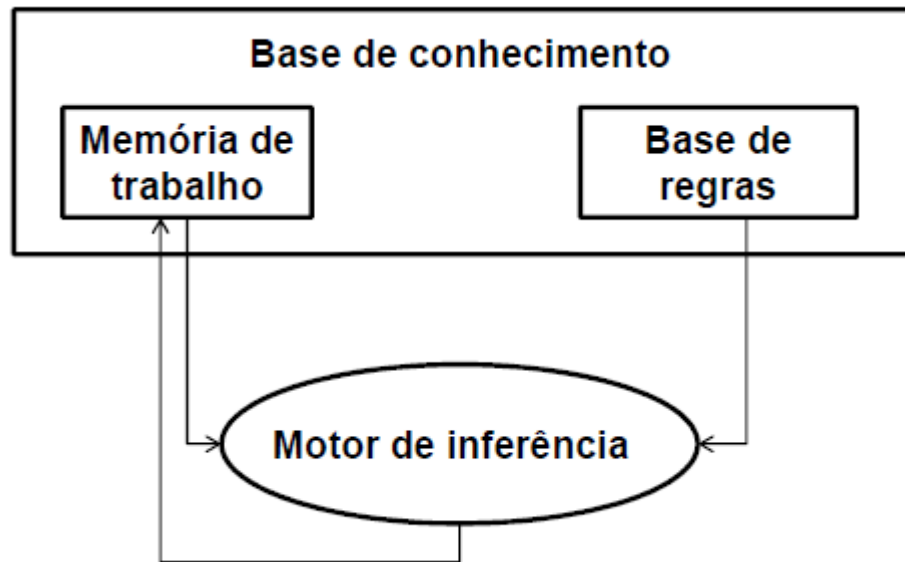 Base de conhecimento
Memória de
trabalho
Base de
regras
Motor de inferência